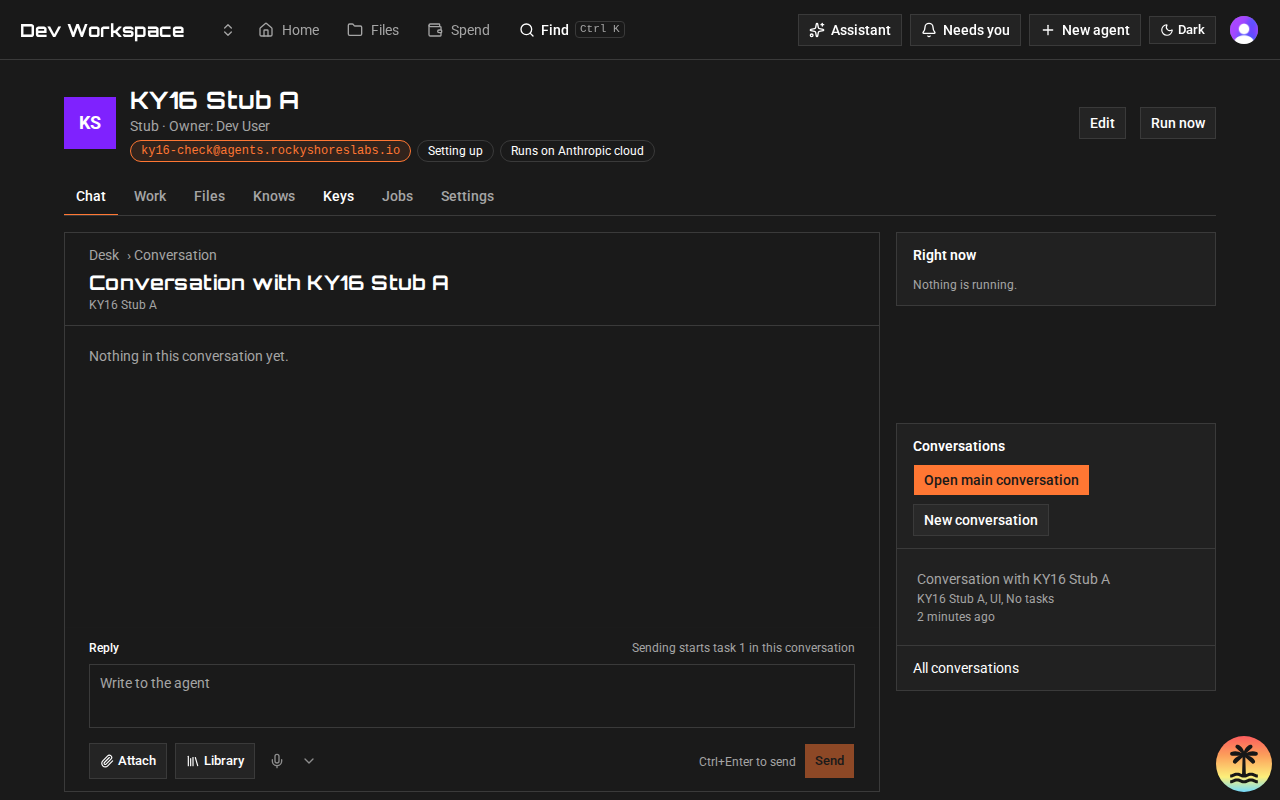 Dev Workspace
Home
Files
Spend
Find
Ctrl K
Assistant
Needs you
New agent
Dark
KS
KY16 Stub A
Stub · Owner: Dev User
ky16-check@agents.rockyshoreslabs.io
Setting up
Runs on Anthropic cloud
Edit
Run now
Chat
Work
Files
Knows
Keys
Jobs
Settings
Desk › Conversation
Conversation with KY16 Stub A
KY16 Stub A
Nothing in this conversation yet.
Reply
Sending starts task 1 in this conversation
Write to the agent
Attach
Library
Ctrl+Enter to send
Send
Right now
Nothing is running.
Conversations
Open main conversation
New conversation
Conversation with KY16 Stub A
KY16 Stub A, UI, No tasks
2 minutes ago
All conversations